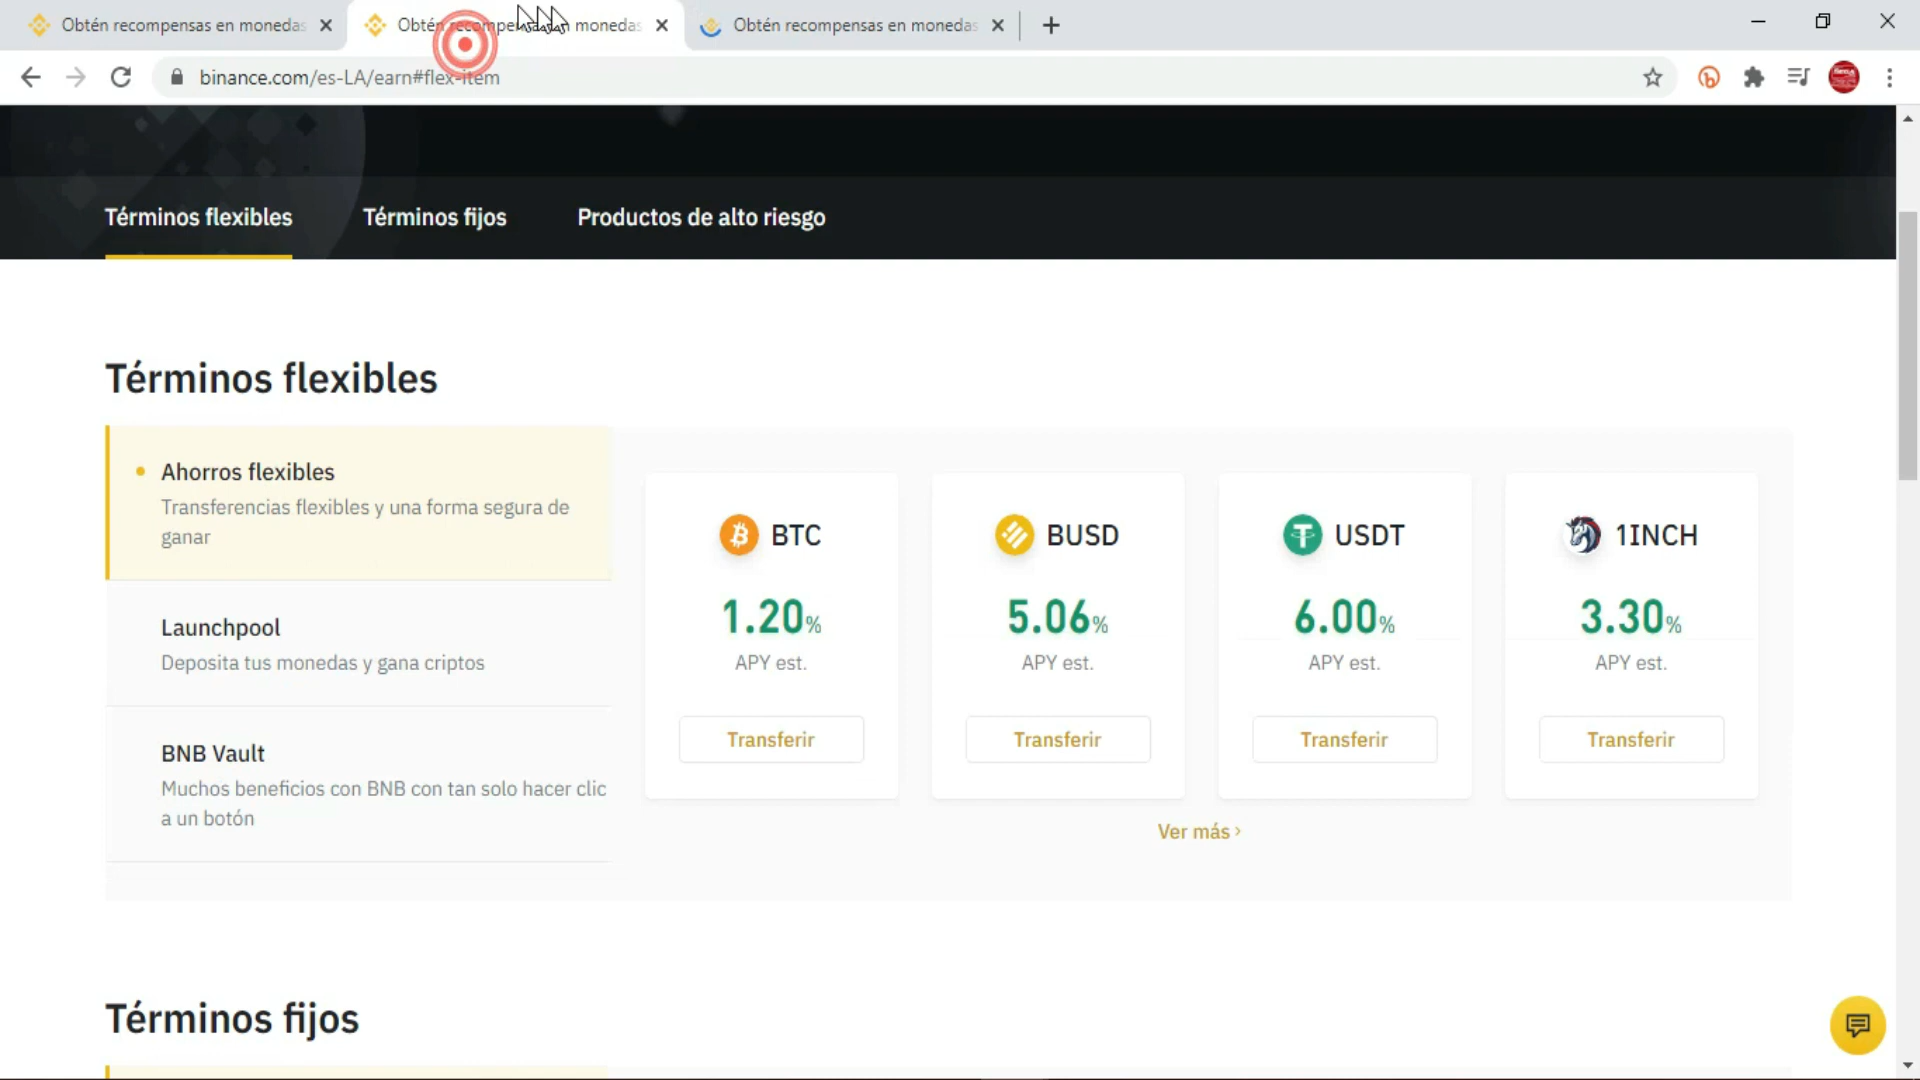 Obtén recompensas en monedas
Obtén recompensas en monedas
Obtén recompensas en monedas
binance.com/es-LA/earn#flex-item
Términos flexibles
Términos fijos
Productos de alto riesgo
Términos flexibles
Ahorros flexibles
Transferencias flexibles y una forma segura de
ganar
Launchpool
Deposita tus monedas y gana criptos
BNB Vault
Muchos beneficios con BNB con tan solo hacer clic
a un botón
BTC
1.20%
APY est.
Transferir
BUSD
5.06%
APY est.
Transferir
USDT
6.00%
APY est.
Transferir
1INCH
3.30%
APY est.
Transferir
Ver más
Términos fijos